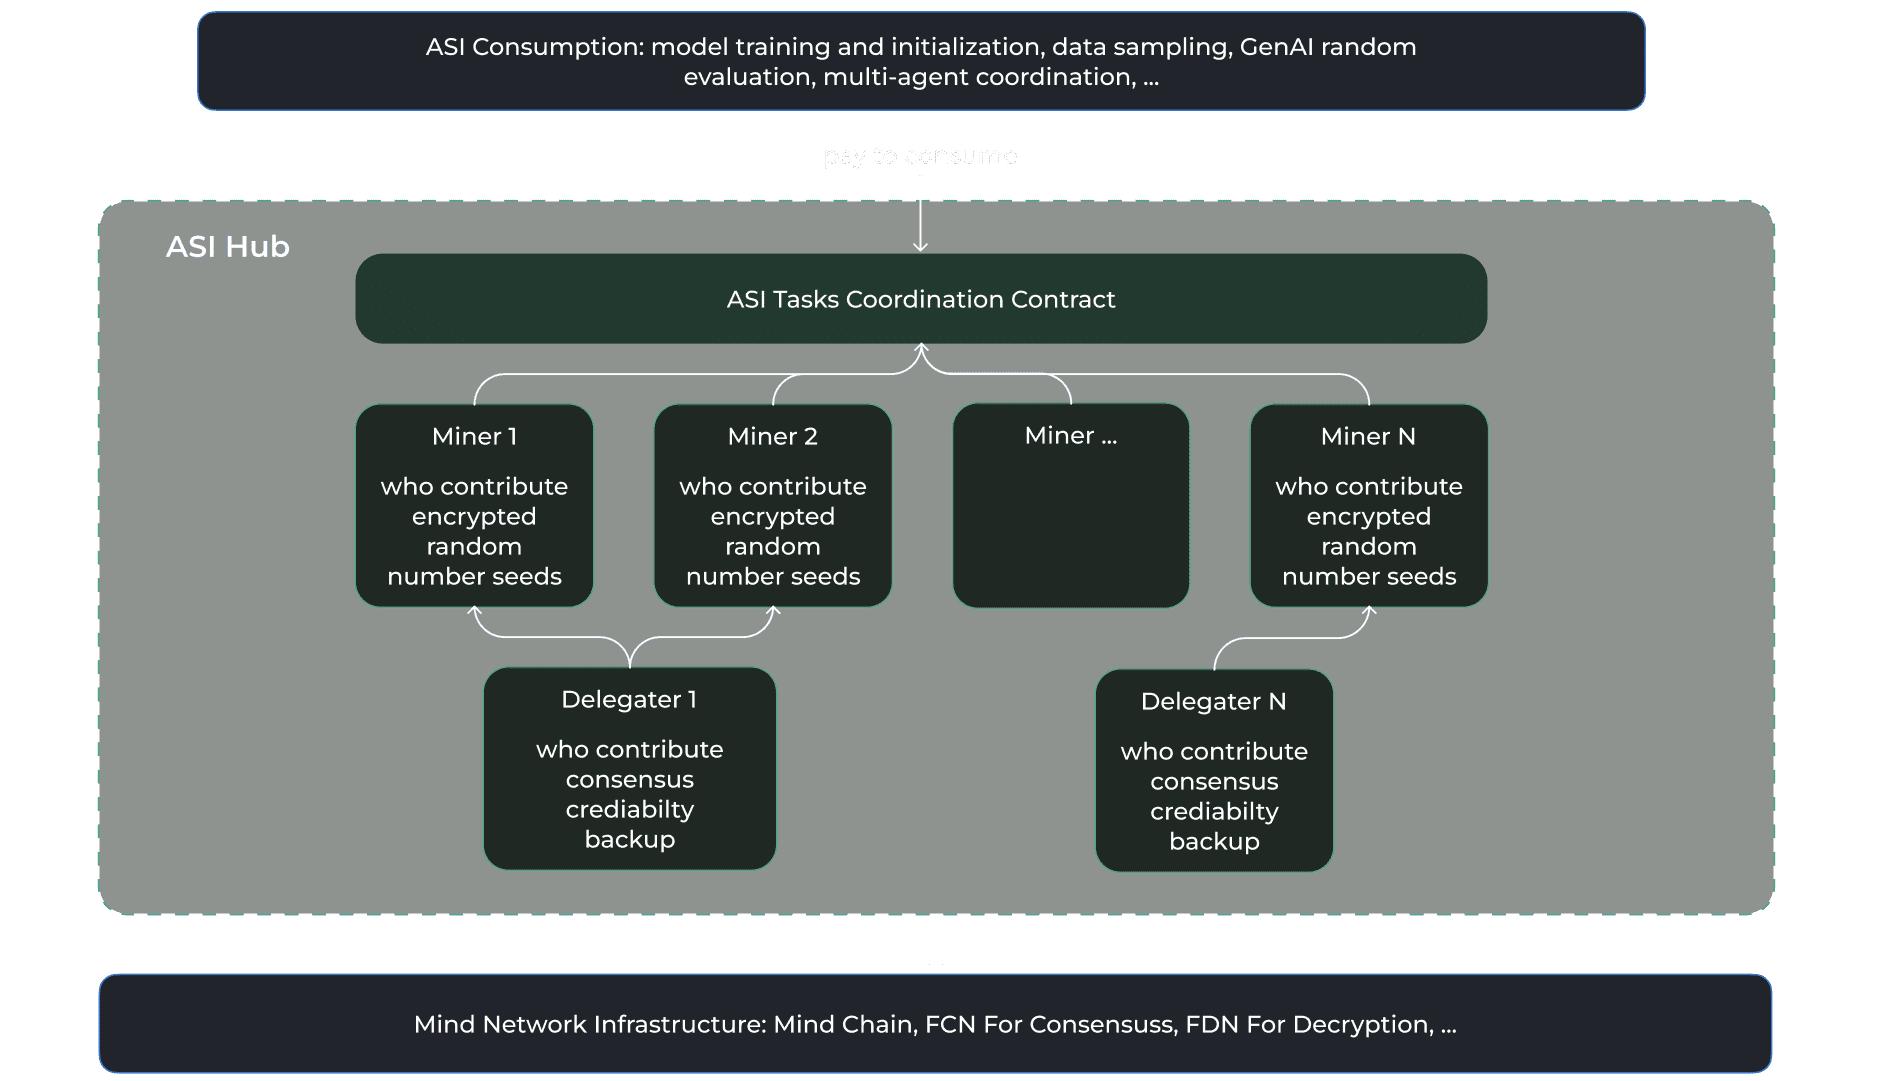 ASI Consumption: model training and initialization, data sampling, GenAI random
evaluation, multi-agent coordination, ...
pay to consume
ASI Hub
ASI Tasks Coordination Contract
Miner 1
who contribute
encrypted
random
number seeds
Miner 2
who contribute
encrypted
random
number seeds
Miner ...
Miner N
who contribute
encrypted
random
number seeds
Delegater 1
who contribute
consensus
crediabilty
backup
Delegater N
who contribute
consensus
crediabilty
backup
Mind Network Infrastructure: Mind Chain, FCN For Consensuss, FDN For Decryption, ...